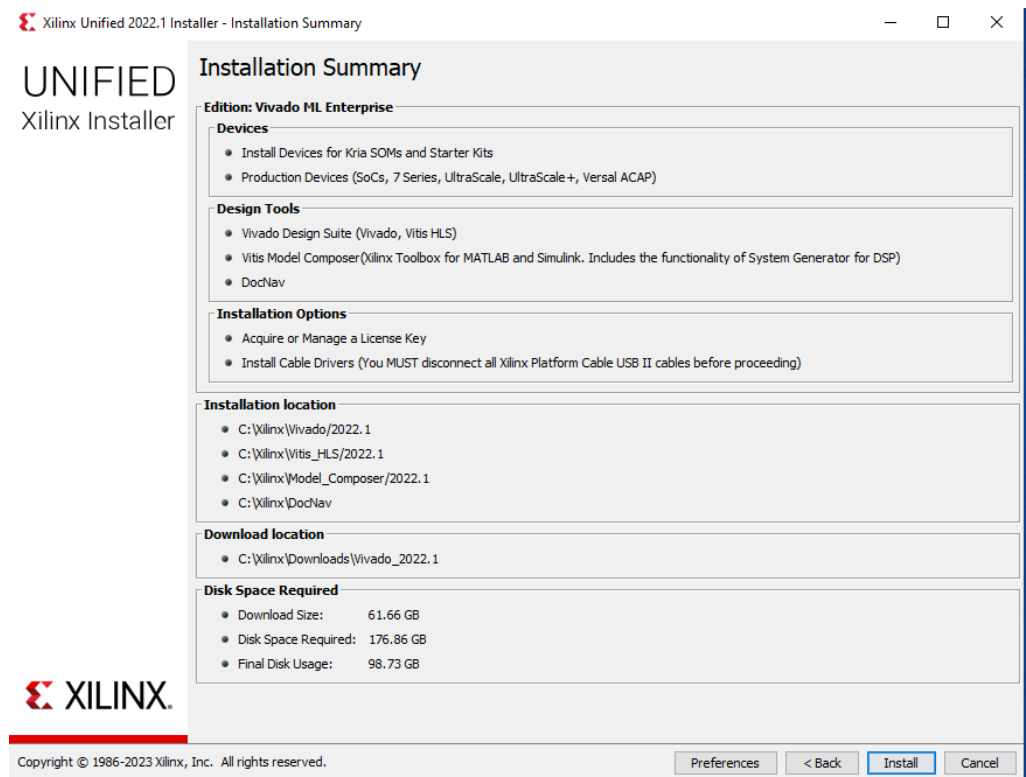 Xilinx Unified 2022.1 Installer - Installation Summary
UNIFIED
Xilinx Installer
Installation Summary
Edition: Vivado ML Enterprise
Devices
Install Devices for Kria SOMs and Starter Kits
Production Devices (SoCs, 7 Series, UltraScale, UltraScale+, Versal ACAP)
Design Tools
Vivado Design Suite (Vivado, Vitis HLS)
Vitis Model Composer(Xilinx Toolbox for MATLAB and Simulink. Includes the functionality of System Generator for DSP)
DocNav
Installation Options
Acquire or Manage a License Key
Install Cable Drivers (You MUST disconnect all Xilinx Platform Cable USB II cables before proceeding)
Installation location
C:\Xilinx\Vivado/2022.1
C:\Xilinx\Vitis_HLS/2022.1
C:\Xilinx\Model_Composer/2022.1
C:\Xilinx\DocNav
Download location
C:\Xilinx\Downloads\Vivado_2022.1
Disk Space Required
Download Size: 61.66 GB
Disk Space Required: 176.86 GB
Final Disk Usage: 98.73 GB
XILINX.
Copyright © 1986-2023 Xilinx, Inc. All rights reserved.
Preferences < Back Install Cancel